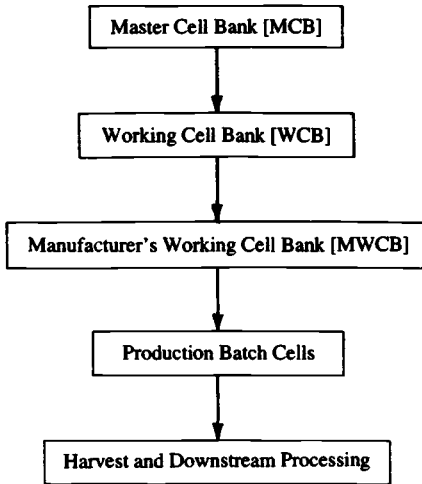 Master Cell Bank [MCB]
Working Cell Bank [WCB]
Manufacturer's Working Cell Bank [MWCB]
Production Batch Cells
Harvest and Downstream Processing